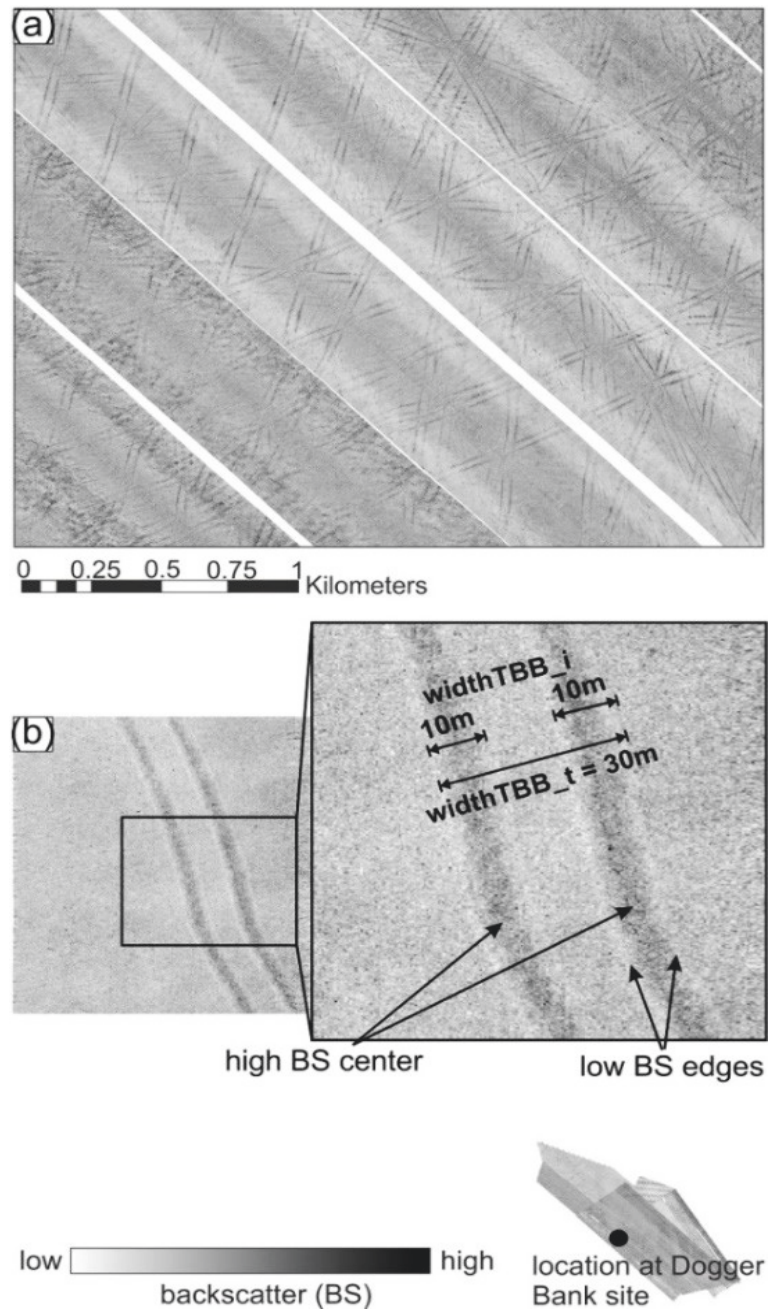 (a)
0 0.25 0.5 0.75 1
Kilometers
(b)
widthTBB_i
10m
10m
widthTBB_t = 30m
high BS center
low BS edges
low
high
backscatter (BS)
location at Dogger
Bank site